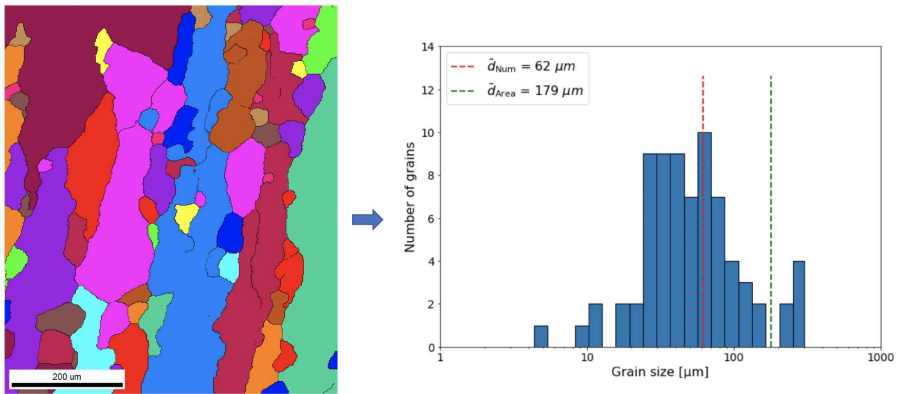 200 um
14
12
10
8
6
4
2
0
Number of grains
d̄Num = 62 μm
d̄Area = 179 μm
1
10
100
1000
Grain size [μm]